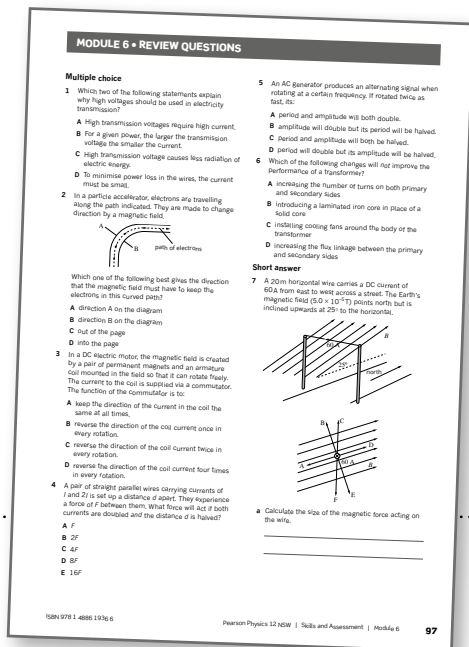 MODULE 6 • REVIEW QUESTIONS
Multiple choice
1 Which two of the following statements explain
why high voltages should be used in electricity
transmission?
A High transmission voltages require high current.
B For a given power, the larger the transmission
voltage the smaller the current.
C High transmission voltage causes less radiation of
electric energy.
D To minimise power loss in the wires, the current
must be small.
2 In a particle accelerator, electrons are travelling
along the path indicated. They are made to change
direction by a magnetic field.
A
B
path of electrons
Which one of the following best gives the direction
that the magnetic field must have to keep the
electrons in this curved path?
A direction A on the diagram
B direction B on the diagram
C out of the page
D into the page
3 In a DC electric motor, the magnetic field is created
by a pair of permanent magnets and an armature
coil mounted in the field so that it can rotate freely.
The current to the coil is supplied via a commutator.
The function of the commutator is to:
A keep the direction of the current in the coil the
same at all times.
B reverse the direction of the coil current once in
every rotation.
C reverse the direction of the coil current twice in
every rotation.
D reverse the direction of the coil current four times
in every rotation.
4 A pair of straight parallel wires carrying currents of
I and 2I is set up a distance d apart. They experience
a force of F between them. What force will act if both
currents are doubled and the distance d is halved?
A F
B 2F
C 4F
D 8F
E 16F
5 An AC generator produces an alternating signal when
rotating at a certain frequency. If rotated twice as
fast, its:
A period and amplitude will both double.
B amplitude will double but its period will be halved.
C period and amplitude will both be halved.
D period will double but its amplitude will be halved.
6 Which of the following changes will not improve the
performance of a transformer?
A increasing the number of turns on both primary
and secondary sides
B introducing a laminated iron core in place of a
solid core
C installing cooling fans around the body of the
transformer
D increasing the flux linkage between the primary
and secondary sides
Short answer
7 A 20m horizontal wire carries a DC current of
60A from east to west across a street. The Earth's
magnetic field (5.0 × 10⁻⁵T) points north but is
inclined upwards at 25° to the horizontal.
60 A
B
25°
north
B
C
D
A
60 A
B
E
F
a Calculate the size of the magnetic force acting on
the wire.
ISBN 978 1 4886 1936 6
Pearson Physics 12 NSW | Skills and Assessment | Module 6
97